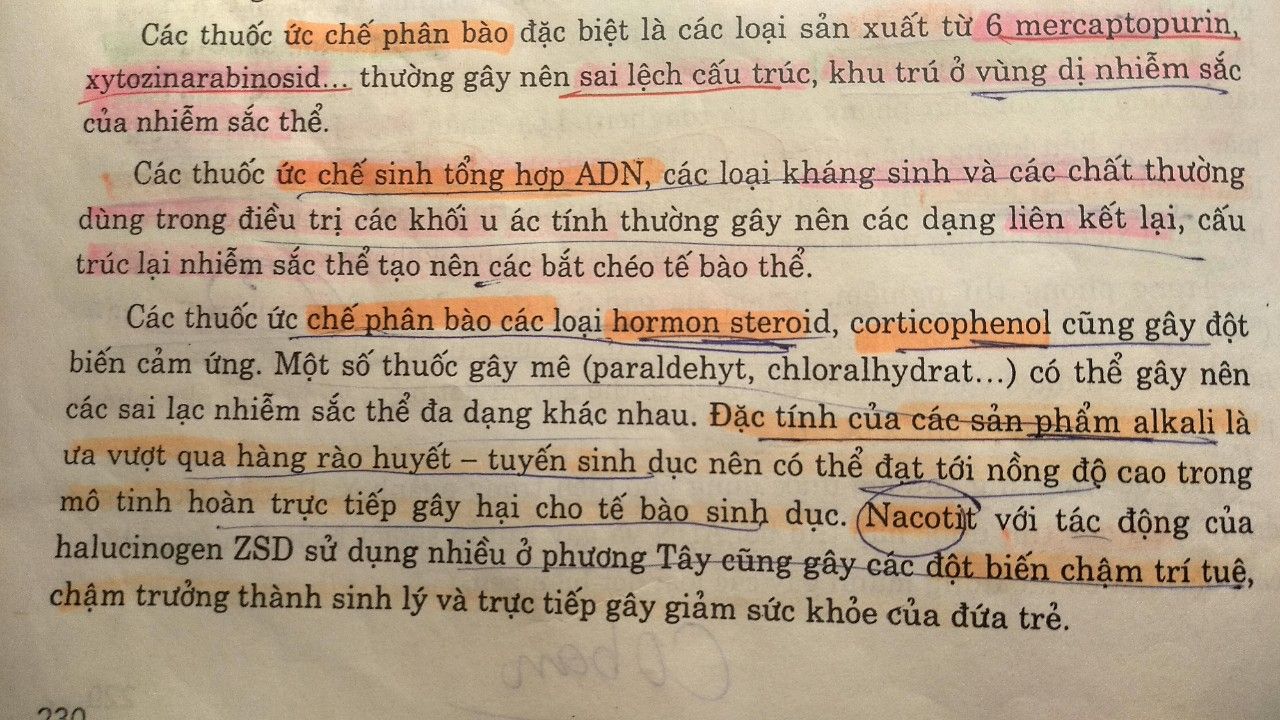 Các thuốc ức chế phân bào đặc biệt là các loại sản xuất từ 6 mercaptopurin,
xytozinarabinosid... thường gây nên sai lệch cấu trúc, khu trú ở vùng dị nhiễm sắc
của nhiễm sắc thể.
Các thuốc ức chế sinh tổng hợp ADN, các loại kháng sinh và các chất thường
dùng trong điều trị các khối u ác tính thường gây nên các dạng liên kết lại, cấu
trúc lại nhiễm sắc thể tạo nên các bắt chéo tế bào thể.
Các thuốc ức chế phân bào các loại hormon steroid, corticophenol cũng gây đột
biến cảm ứng. Một số thuốc gây mê (paraldehyt, chloralhydrat...) có thể gây nên
các sai lạc nhiễm sắc thể đa dạng khác nhau. Đặc tính của các sản phẩm alkali là
ưa vượt qua hàng rào huyết – tuyến sinh dục nên có thể đạt tới nồng độ cao trong
mô tinh hoàn trực tiếp gây hại cho tế bào sinh dục. Nacotit với tác động của
halucinogen ZSD sử dụng nhiều ở phương Tây cũng gây các đột biến chậm trí tuệ,
chậm trưởng thành sinh lý và trực tiếp gây giảm sức khỏe của đứa trẻ.
230